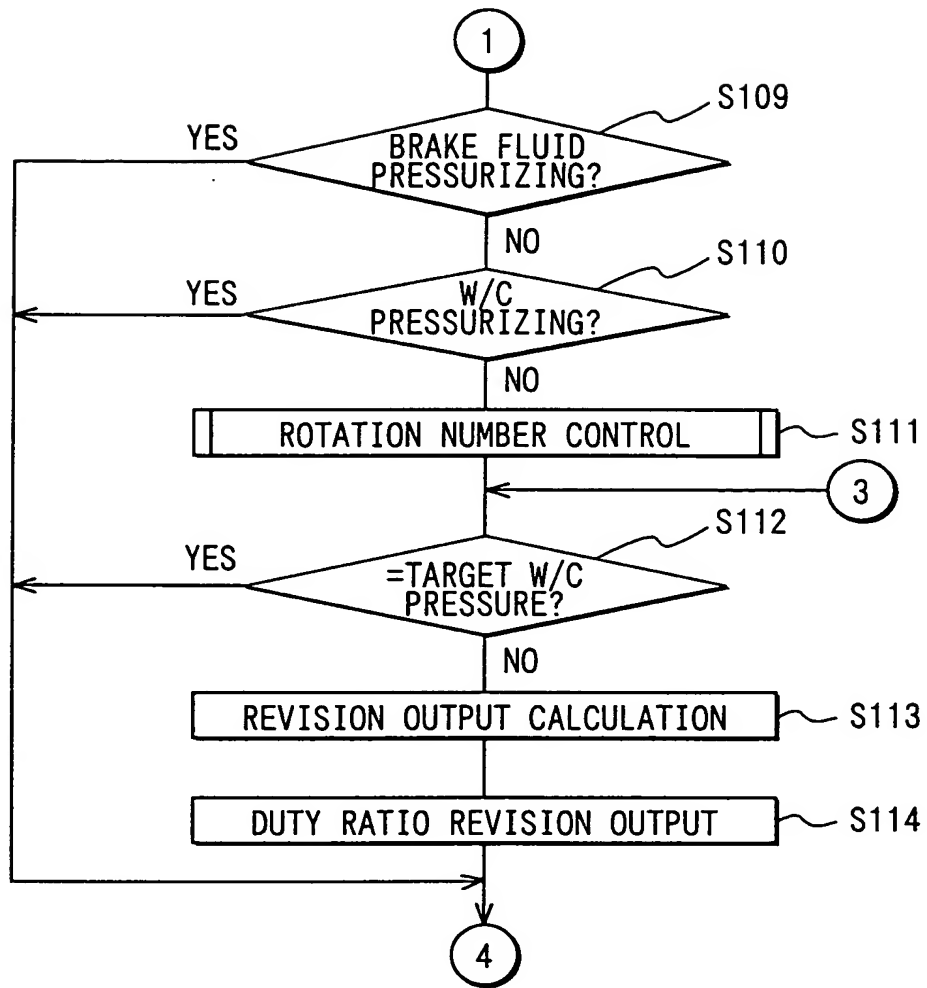 1
S109
YES
BRAKE FLUID
PRESSURIZING?
NO
S110
YES
W/C
PRESSURIZING?
NO
ROTATION NUMBER CONTROL
S111
3
S112
YES
=TARGET W/C
PRESSURE?
NO
REVISION OUTPUT CALCULATION
S113
DUTY RATIO REVISION OUTPUT
S114
4